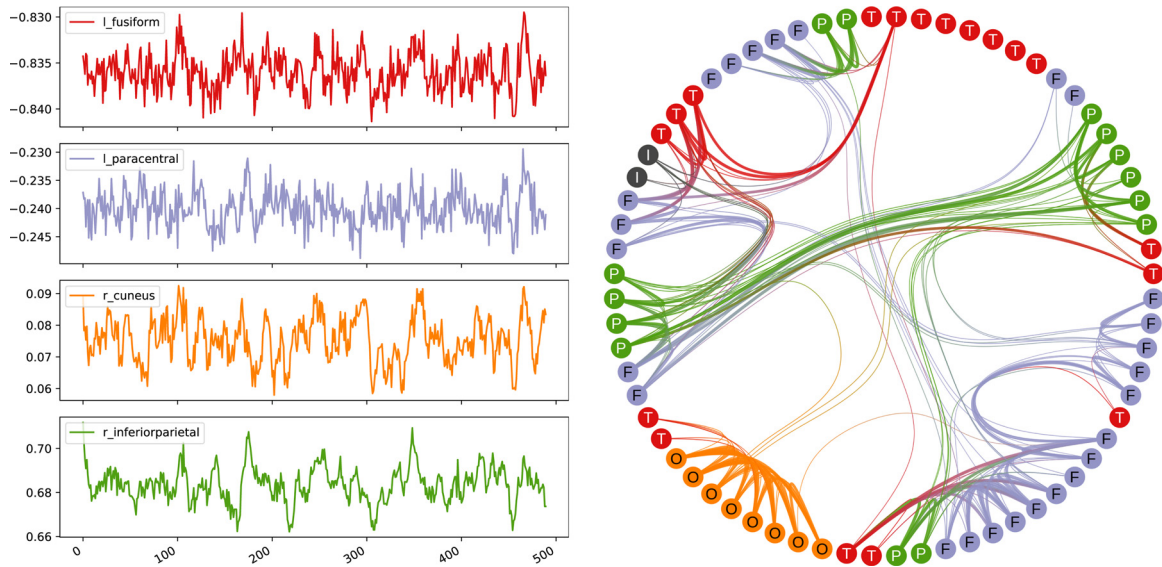 −0.830
−0.835
−0.840
l_fusiform
−0.230
−0.235
−0.240
−0.245
l_paracentral
0.09
0.08
0.07
0.06
r_cuneus
0.70
0.68
0.66
r_inferiorparietal
0
100
200
300
400
500
P
P
T
T
T
T
T
T
T
T
F
F
P
P
P
P
P
P
T
T
F
F
F
F
F
T
F
F
F
F
F
F
F
F
F
P
P
T
T
O
O
O
O
O
O
O
O
T
T
F
F
P
P
P
P
F
F
F
I
I
T
T
T
F
F
F
F
F